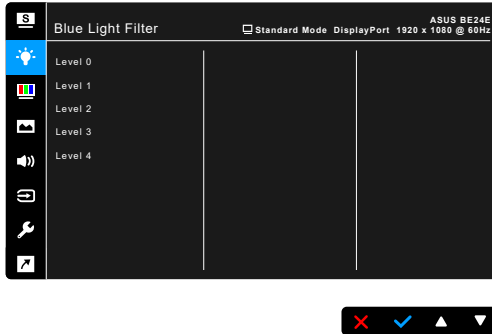 S
ASUS BE24E
Blue Light Filter
Standard Mode DisplayPort 1920 x 1080 @ 60Hz
Level 0
Level 1
Level 2
Level 3
Level 4